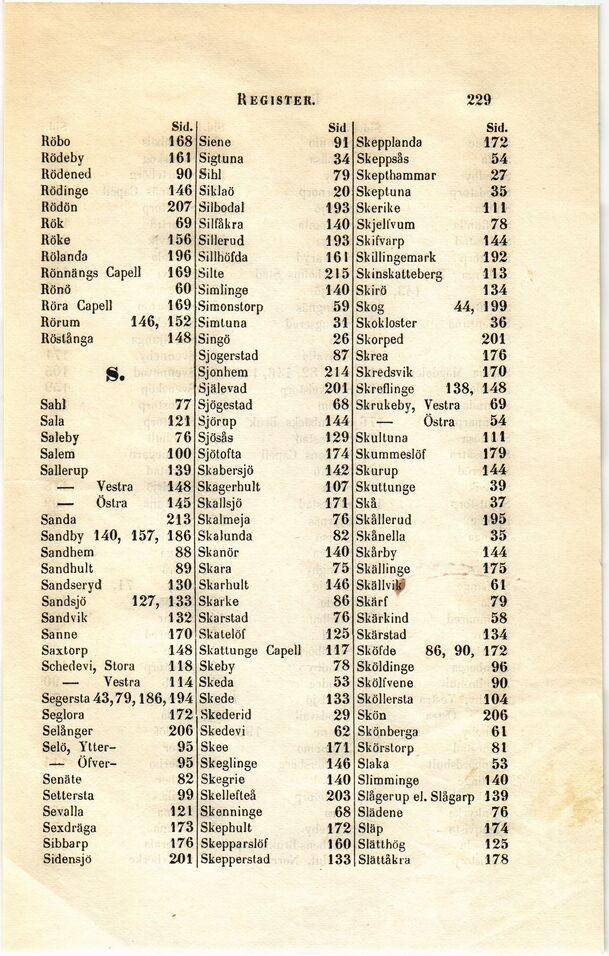 REGISTER. 229
Sid.
Röbo 168
Rödeby 161
Rödened 90
Rödinge 146
Rödön 207
Rök 69
Röke 156
Rölanda 196
Rönnängs Capell 169
Rönö 60
Röra Capell 169
Rörum 146, 152
Röstånga 148
S.
Sahl 77
Sala 121
Saleby 76
Salem 100
Sallerup 139
— Vestra 148
— Östra 145
Sanda 213
Sandby 140, 157, 186
Sandhem 88
Sandhult 89
Sandseryd 130
Sandsjö 127, 133
Sandvik 132
Sanne 170
Saxtorp 148
Schedevi, Stora 118
— Vestra 114
Segersta 43,79,186,194
Seglora 172
Selånger 206
Selö, Ytter- 95
— Öfver- 95
Senäte 82
Settersta 99
Sevalla 121
Sexdräga 173
Sibbarp 176
Sidensjö 201
Sid
Siene 91
Sigtuna 34
Sihl 79
Siklaö 20
Silbodal 193
Silfåkra 140
Sillerud 193
Sillhöfda 161
Silte 215
Simlinge 140
Simonstorp 59
Simtuna 31
Singö 26
Sjogerstad 87
Sjonhem 214
Själevad 201
Sjögestad 68
Sjörup 144
Sjösås 129
Sjötofta 174
Skabersjö 142
Skagerhult 107
Skallsjö 171
Skalmeja 76
Skalunda 82
Skanör 140
Skara 75
Skarhult 146
Skarke 86
Skarstad 76
Skatelöf 125
Skattunge Capell 117
Skeby 78
Skeda 53
Skede 133
Skederid 29
Skedevi 62
Skee 171
Skeglinge 146
Skegrie 140
Skellefteå 203
Skenninge 68
Skephult 172
Skepparslöf 160
Skepperstad 133
Sid.
Skepplanda 172
Skeppsås 54
Skepthammar 27
Skeptuna 35
Skerike 111
Skjelfvum 78
Skifvarp 144
Skillingemark 192
Skinskatteberg 113
Skirö 134
Skog 44, 199
Skokloster 36
Skorped 201
Skrea 176
Skredsvik 170
Skreflinge 138, 148
Skrukeby, Vestra 69
— Östra 54
Skultuna 111
Skummeslöf 179
Skurup 144
Skuttunge 39
Skå 37
Skållerud 195
Skånella 35
Skårby 144
Skällinge 175
Skällvik 61
Skärf 79
Skärkind 58
Skärstad 134
Sköfde 86, 90, 172
Sköldinge 96
Skölfvene 90
Sköllersta 104
Skön 206
Skönberga 61
Skörstorp 81
Slaka 53
Slimminge 140
Slågerup el. Slågarp 139
Slädene 76
Släp 174
Slätthög 125
Slättåkra 178